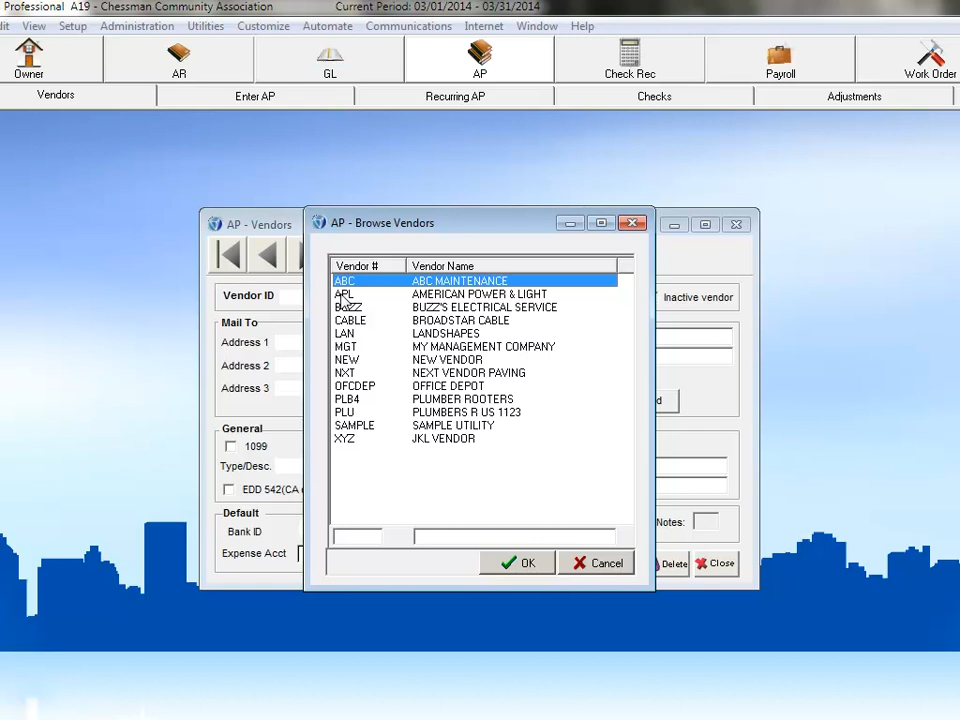 Professional A19 - Chessman Community Association Current Period: 03/01/2014 - 03/31/2014
dit View Setup Administration Utilities Customize Automate Communications Internet Window Help
Owner AR GL AP Check Rec Payroll Work Order
Vendors Enter AP Recurring AP Checks Adjustments
AP - Vendors
AP - Browse Vendors
Vendor # Vendor Name
ABC ABC MAINTENANCE
APL AMERICAN POWER & LIGHT
BUZZ BUZZ'S ELECTRICAL SERVICE
CABLE BROADSTAR CABLE
LAN LANDSHAPES
MGT MY MANAGEMENT COMPANY
NEW NEW VENDOR
NXT NEXT VENDOR PAVING
OFCDEP OFFICE DEPOT
PLB4 PLUMBER ROOTERS
PLU PLUMBERS R US 1123
SAMPLE SAMPLE UTILITY
XYZ JKL VENDOR
OK Cancel
Vendor ID
Inactive vendor
Mail To
Address 1
Address 2
Address 3
d
General
1099
Type/Desc.
EDD 542(CA
Notes:
Default
Bank ID
Expense Acct
Delete Close